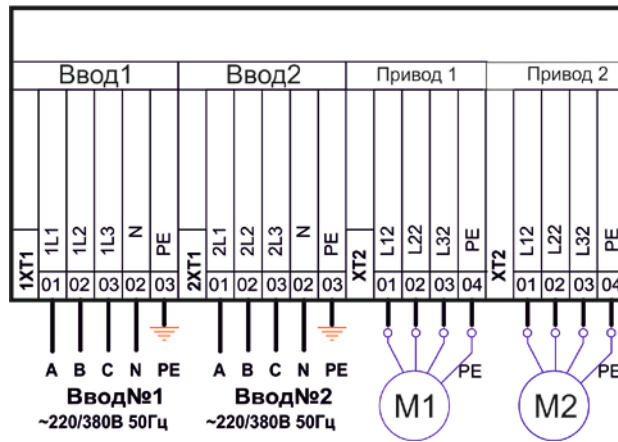 Ввод1 Ввод2 Привод 1 Привод 2
1XT1 1L1 1L2 1L3 N PE 2XT1 2L1 2L2 2L3 N PE XT2 L12 L22 L32 PE XT2 L12 L22 L32 PE
01 02 03 02 03 01 02 03 02 03 01 02 03 04 01 02 03 04
A B C N PE A B C N PE PE PE
Ввод№1 Ввод№2 М1 М2
~220/380В 50Гц ~220/380В 50Гц